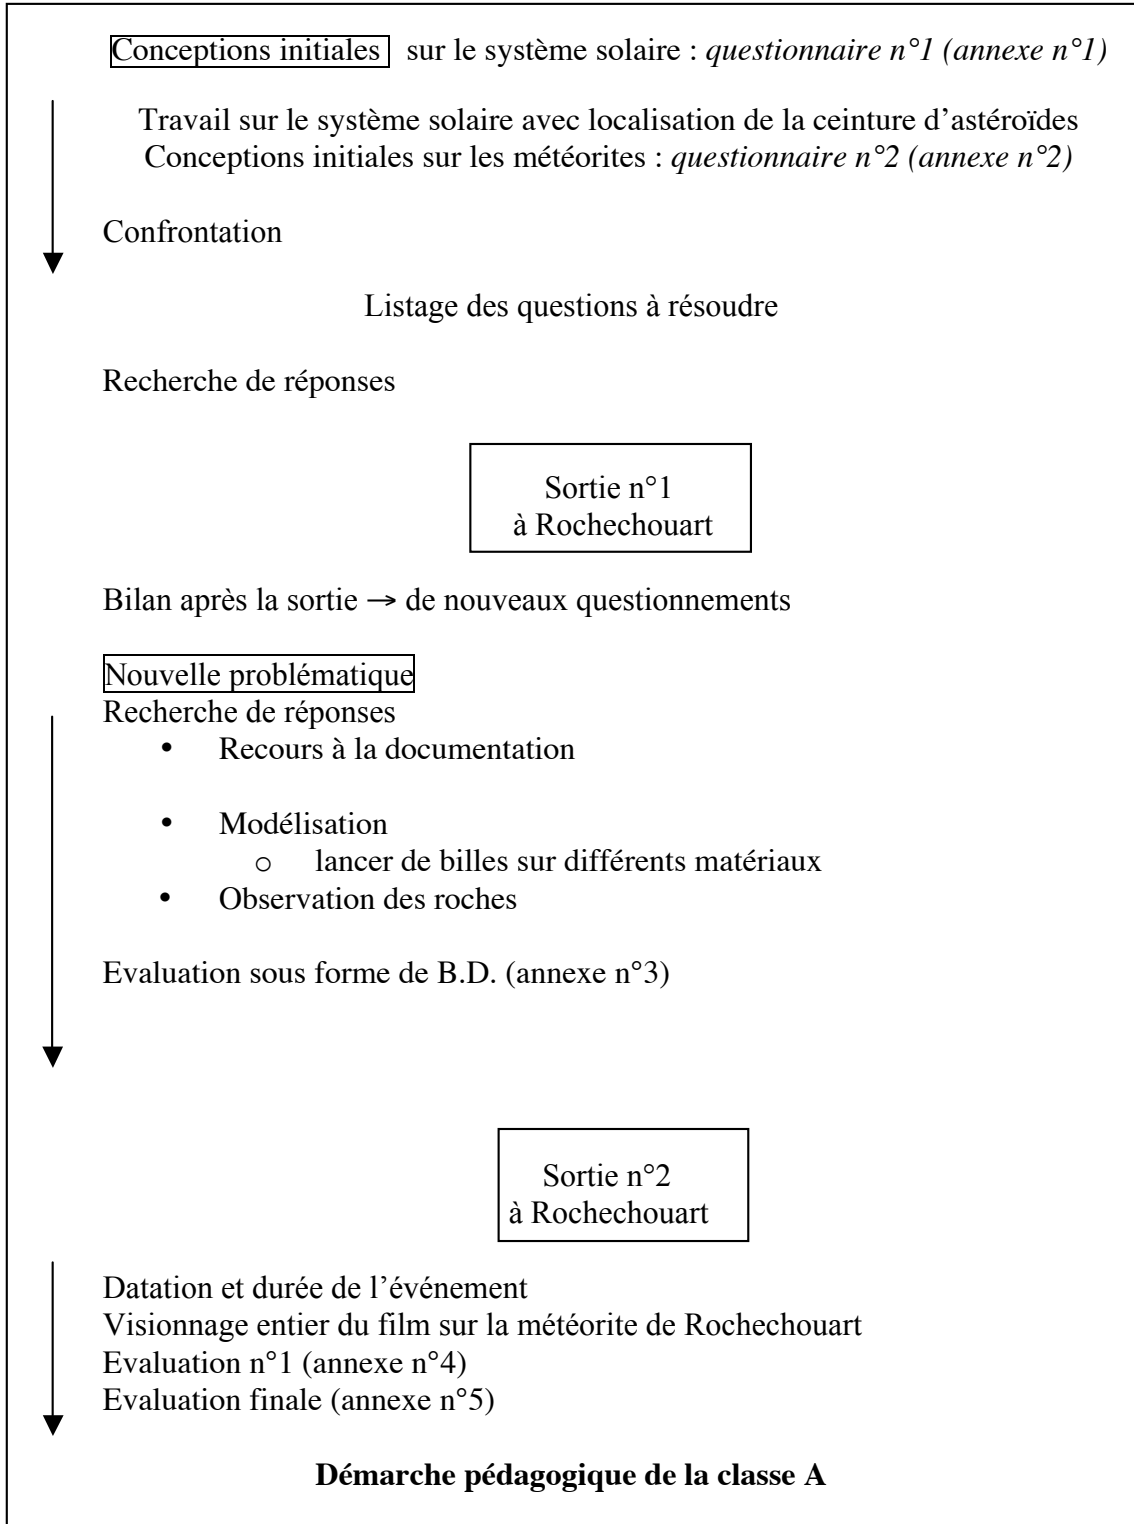 Conceptions initiales sur le système solaire : questionnaire n°1 (annexe n°1)
Travail sur le système solaire avec localisation de la ceinture d'astéroïdes
Conceptions initiales sur les météorites : questionnaire n°2 (annexe n°2)
Confrontation
Listage des questions à résoudre
Recherche de réponses
Sortie n°1
à Rochechouart
Bilan après la sortie → de nouveaux questionnements
Nouvelle problématique
Recherche de réponses
• Recours à la documentation
• Modélisation
o lancer de billes sur différents matériaux
• Observation des roches
Evaluation sous forme de B.D. (annexe n°3)
Sortie n°2
à Rochechouart
Datation et durée de l'événement
Visionnage entier du film sur la météorite de Rochechouart
Evaluation n°1 (annexe n°4)
Evaluation finale (annexe n°5)
Démarche pédagogique de la classe A